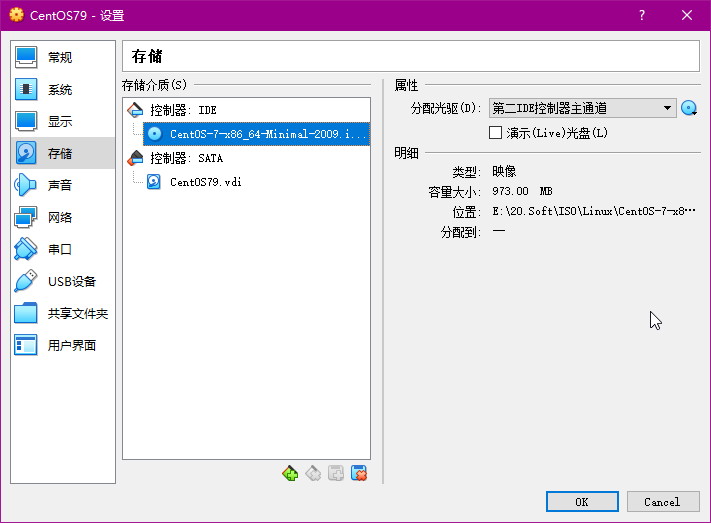 CentOS79 - 设置
?
常规
系统
显示
存储
声音
网络
串口
USB设备
共享文件夹
用户界面
存储
存储介质(S)
控制器: IDE
CentOS-7-x86_64-Minimal-2009.i...
控制器: SATA
CentOS79.vdi
属性
分配光驱(D): 第二IDE控制器主通道
演示(Live)光盘(L)
明细
类型: 映像
容量大小: 973.00 MB
位置: E:\20.Soft\ISO\Linux\CentOS-7-x8…
分配到: —
OK
Cancel